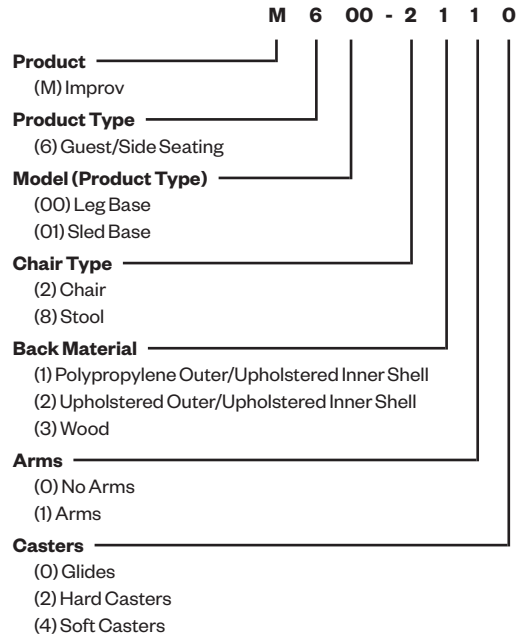 M 6 00 - 2 1 1 0
Product
(M) Improv
Product Type
(6) Guest/Side Seating
Model (Product Type)
(00) Leg Base
(01) Sled Base
Chair Type
(2) Chair
(8) Stool
Back Material
(1) Polypropylene Outer/Upholstered Inner Shell
(2) Upholstered Outer/Upholstered Inner Shell
(3) Wood
Arms
(0) No Arms
(1) Arms
Casters
(0) Glides
(2) Hard Casters
(4) Soft Casters